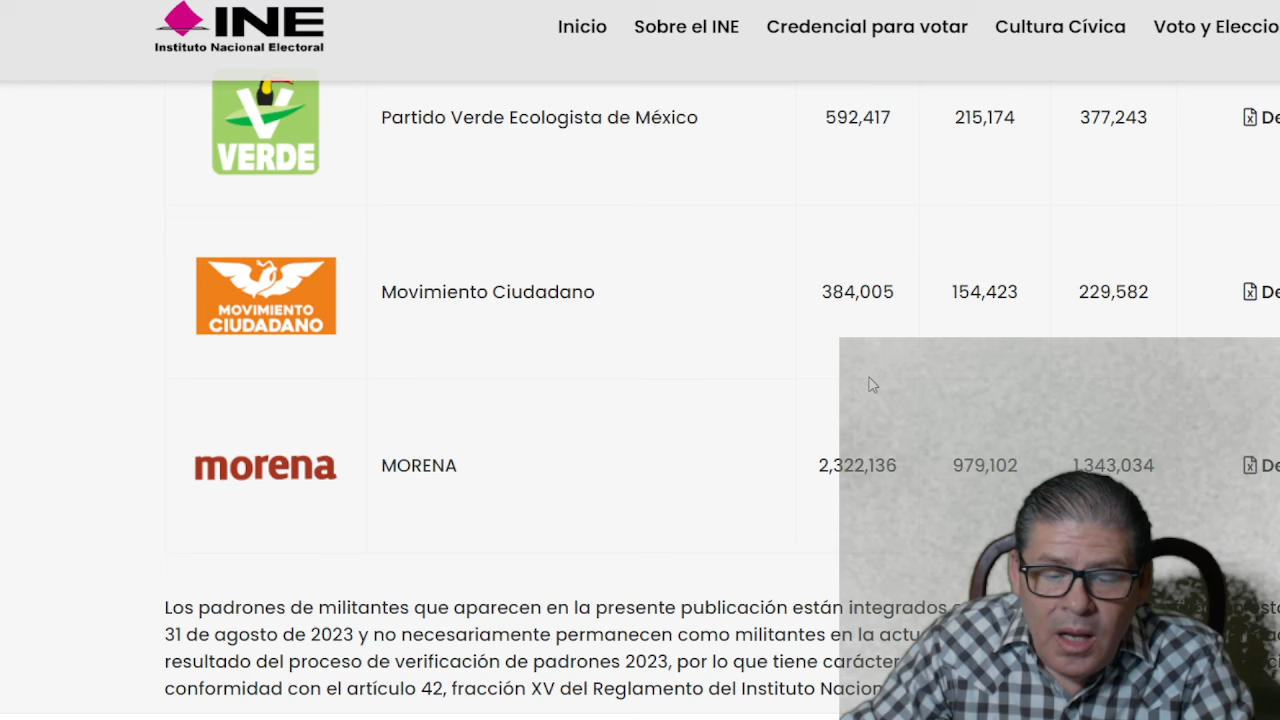 INE
Instituto Nacional Electoral
Inicio Sobre el INE Credencial para votar Cultura Cívica Voto y Eleccio
VERDE
Partido Verde Ecologista de México 592,417 215,174 377,243 De
MOVIMIENTO
CIUDADANO
Movimiento Ciudadano 384,005 154,423 229,582 De
morena
MORENA 2,322,136 979,102 1,343,034 De
Los padrones de militantes que aparecen en la presente publicación están integrados
31 de agosto de 2023 y no necesariamente permanecen como militantes en la actu
resultado del proceso de verificación de padrones 2023, por lo que tiene carácter
conformidad con el artículo 42, fracción XV del Reglamento del Instituto Nacion